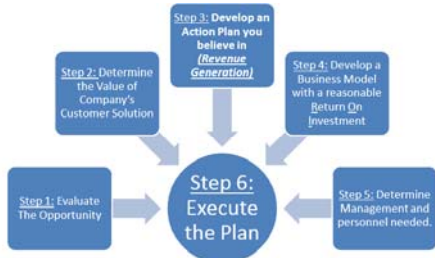 Step 1: Evaluate
The Opportunity
Step 2: Determine
the Value of
Company's
Customer Solution
Step 3: Develop an
Action Plan you
believe in
(Revenue
Generation)
Step 4: Develop a
Business Model
with a reasonable
Return On
Investment
Step 5: Determine
Management and
personnel needed.
Step 6:
Execute
the Plan